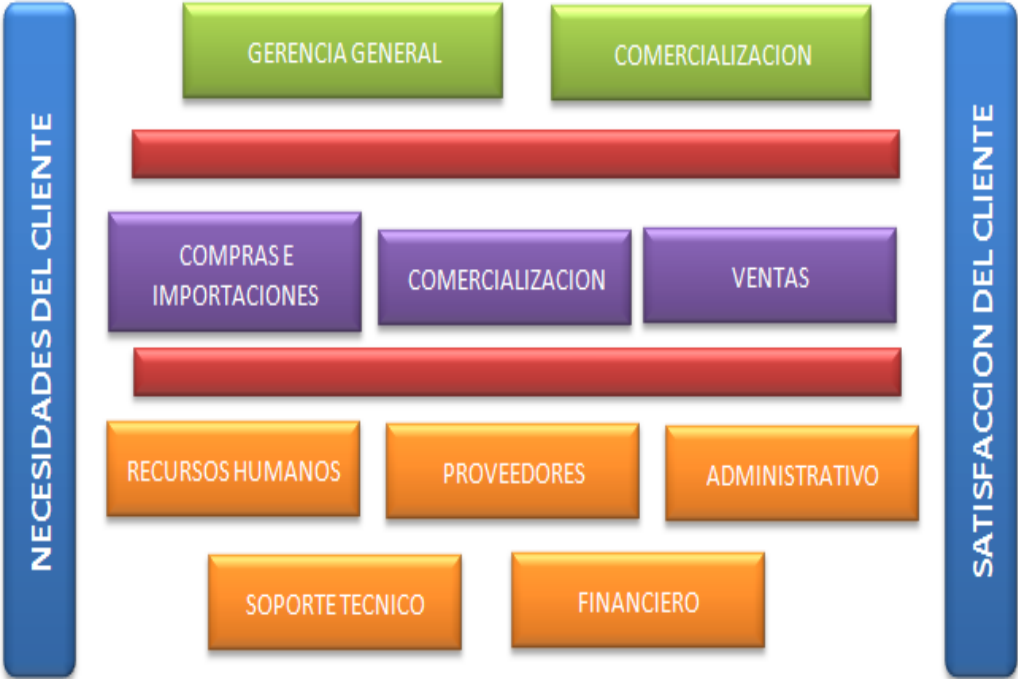 NECESIDADES DEL CLIENTE
GERENCIA GENERAL
COMERCIALIZACION
COMPRAS E
IMPORTACIONES
COMERCIALIZACION
VENTAS
RECURSOS HUMANOS
PROVEEDORES
ADMINISTRATIVO
SOPORTE TECNICO
FINANCIERO
SATISFACCION DEL CLIENTE